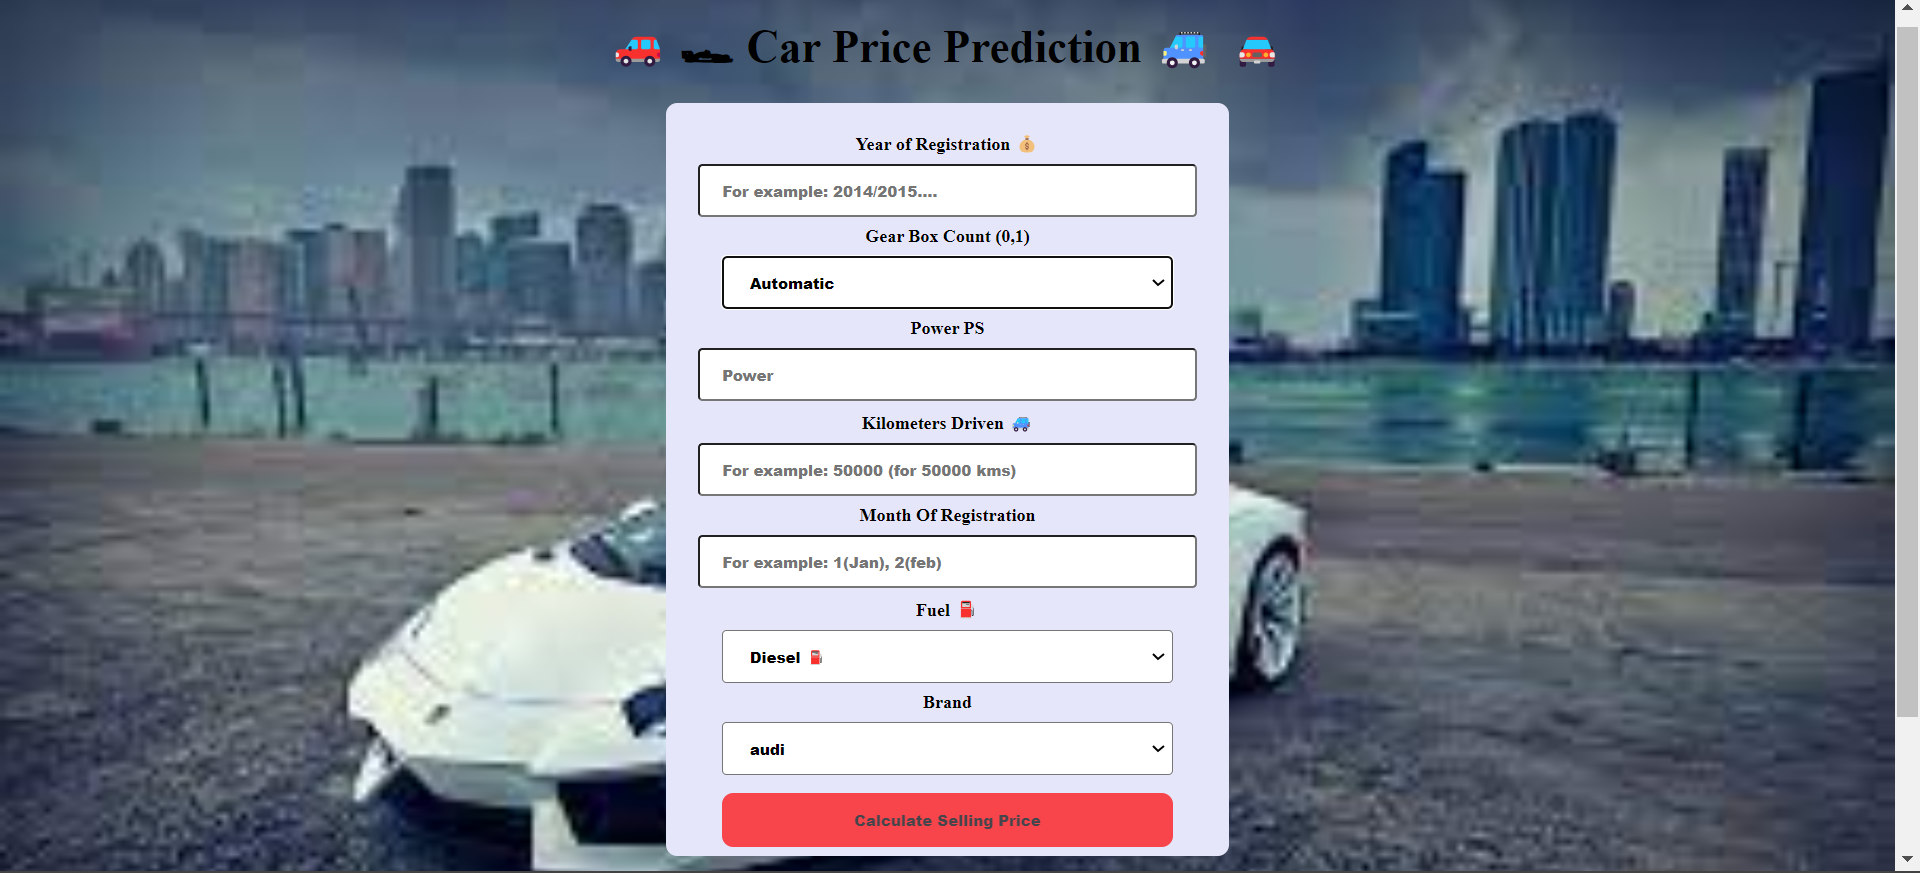 Car Price Prediction
Year of Registration
For example: 2014/2015....
Gear Box Count (0,1)
Automatic
Power PS
Power
Kilometers Driven
For example: 50000 (for 50000 kms)
Month Of Registration
For example: 1(Jan), 2(feb)
Fuel
Diesel
Brand
audi
Calculate Selling Price